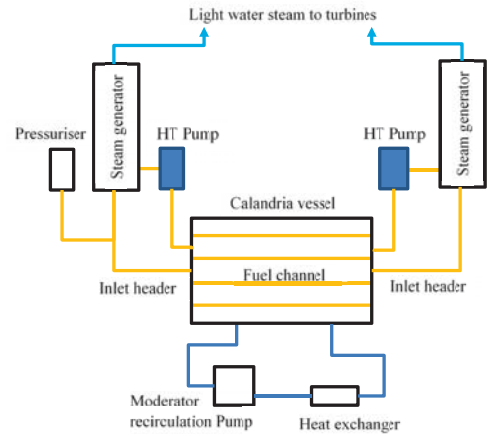 Light water steam to turbines
Steam generator
Steam generator
Pressuriser
HT Pump
HT Pump
Calandria vessel
Fuel channel
Inlet header
Inlet header
Moderator
recirculation Pump
Heat exchanger